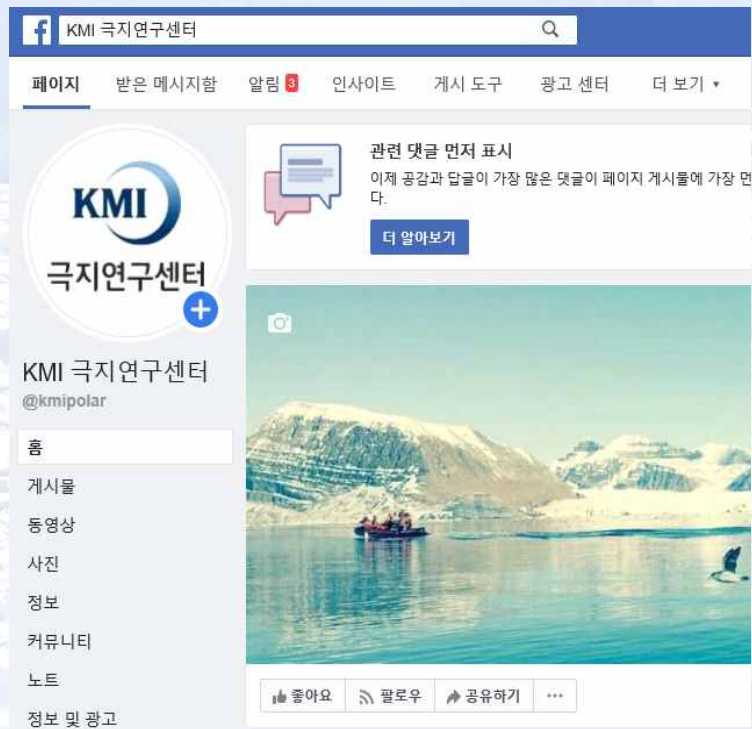 f KMI 극지연구센터
페이지 받은 메시지함 알림 3 인사이트 게시 도구 광고 센터 더 보기
관련 댓글 먼저 표시
이제 공감과 답글이 가장 많은 댓글이 페이지 게시물에 가장 먼
다.
더 알아보기
KMI
극지연구센터
KMI 극지연구센터
@kmipolar
홈
게시물
동영상
사진
정보
커뮤니티
노트
정보 및 광고
좋아요 팔로우 공유하기 ...